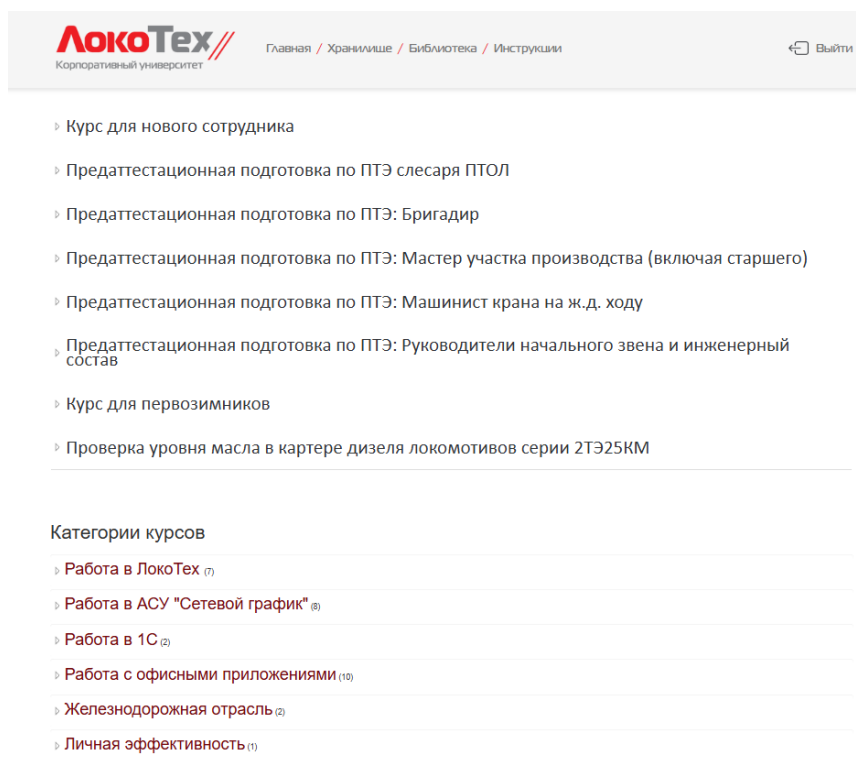 ЛокоТех
Корпоративный университет
Главная / Хранилище / Библиотека / Инструкции
Выйти
Курс для нового сотрудника
Предаттестационная подготовка по ПТЭ слесаря ПТОЛ
Предаттестационная подготовка по ПТЭ: Бригадир
Предаттестационная подготовка по ПТЭ: Мастер участка производства (включая старшего)
Предаттестационная подготовка по ПТЭ: Машинист крана на ж.д. ходу
Предаттестационная подготовка по ПТЭ: Руководители начального звена и инженерный
состав
Курс для первозимников
Проверка уровня масла в картере дизеля локомотивов серии 2ТЭ25КМ
Категории курсов
Работа в ЛокоТех (7)
Работа в АСУ "Сетевой график" (8)
Работа в 1С (2)
Работа с офисными приложениями (10)
Железнодорожная отрасль (2)
Личная эффективность (1)